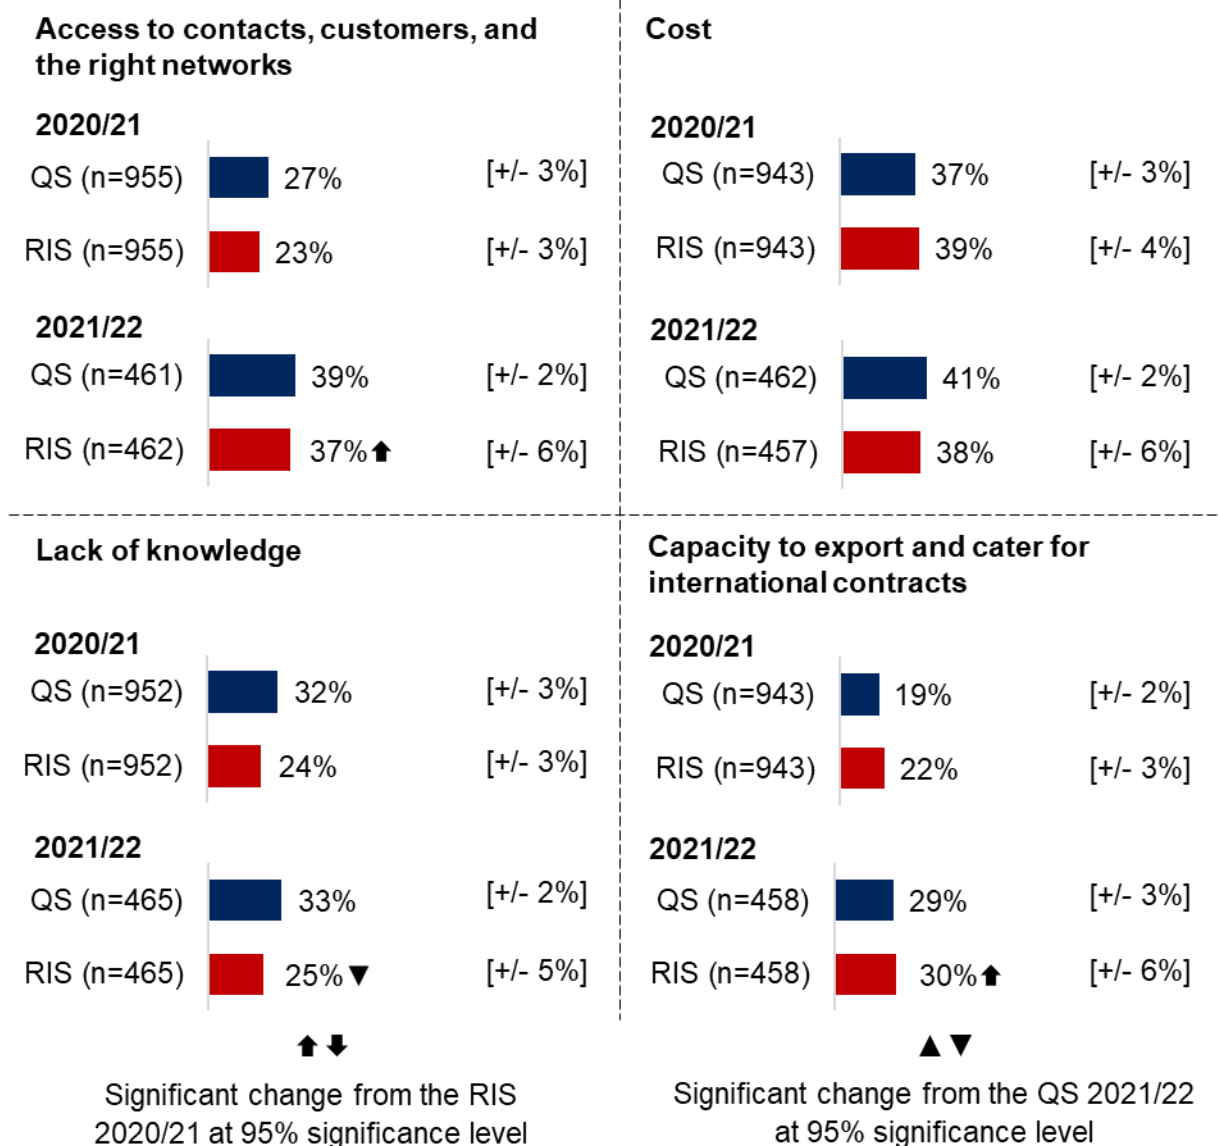 Access to contacts, customers, and
the right networks
2020/21
QS (n=955) 27% [+/- 3%]
RIS (n=955) 23% [+/- 3%]
2021/22
QS (n=461) 39% [+/- 2%]
RIS (n=462) 37%⬆ [+/- 6%]
Cost
2020/21
QS (n=943) 37% [+/- 3%]
RIS (n=943) 39% [+/- 4%]
2021/22
QS (n=462) 41% [+/- 2%]
RIS (n=457) 38% [+/- 6%]
Lack of knowledge
2020/21
QS (n=952) 32% [+/- 3%]
RIS (n=952) 24% [+/- 3%]
2021/22
QS (n=465) 33% [+/- 2%]
RIS (n=465) 25%▼ [+/- 5%]
Capacity to export and cater for
international contracts
2020/21
QS (n=943) 19% [+/- 2%]
RIS (n=943) 22% [+/- 3%]
2021/22
QS (n=458) 29% [+/- 3%]
RIS (n=458) 30%⬆ [+/- 6%]
⬆⬇
Significant change from the RIS
2020/21 at 95% significance level
▲▼
Significant change from the QS 2021/22
at 95% significance level